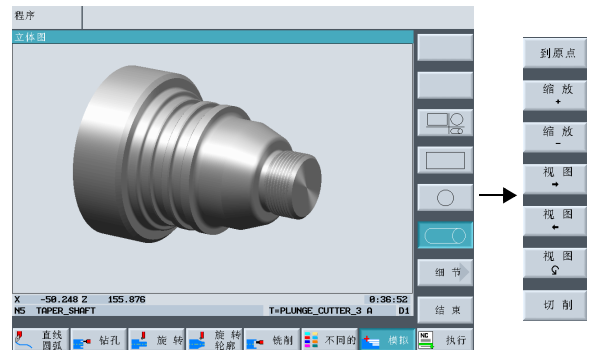 程序
立体图
细 节
结 束
X -50.248 Z 155.876 0:36:52
N5 TAPER_SHAFT T=PLUNGE_CUTTER_3 A D1
直线
圆弧
钻孔
旋 转
旋 转
轮廓
铣削
不同的
模拟
NC
执行
到原点
缩 放
+
缩 放
-
视 图
视 图
视 图
切 削